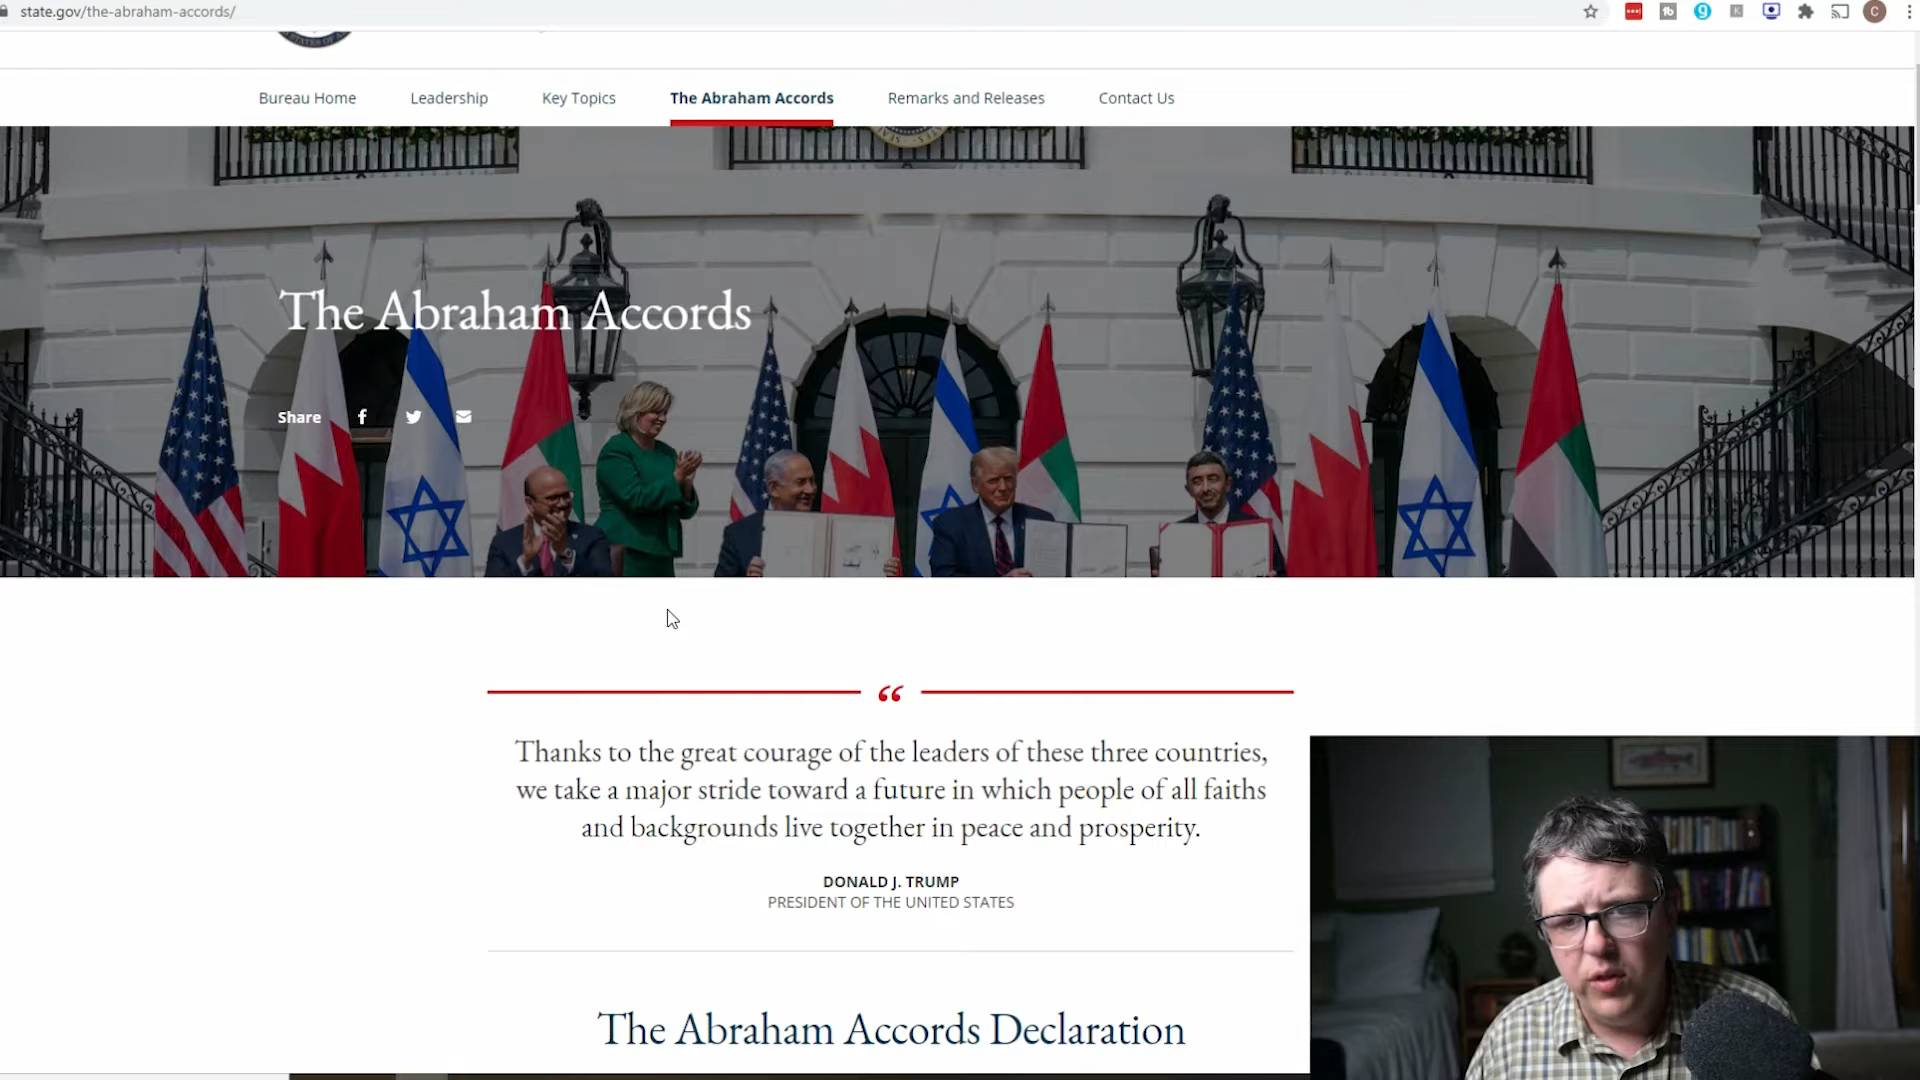 state.gov/the-abraham-accords/
Bureau Home Leadership Key Topics The Abraham Accords Remarks and Releases Contact Us
The Abraham Accords
Share
“
Thanks to the great courage of the leaders of these three countries,
we take a major stride toward a future in which people of all faiths
and backgrounds live together in peace and prosperity.
DONALD J. TRUMP
PRESIDENT OF THE UNITED STATES
The Abraham Accords Declaration